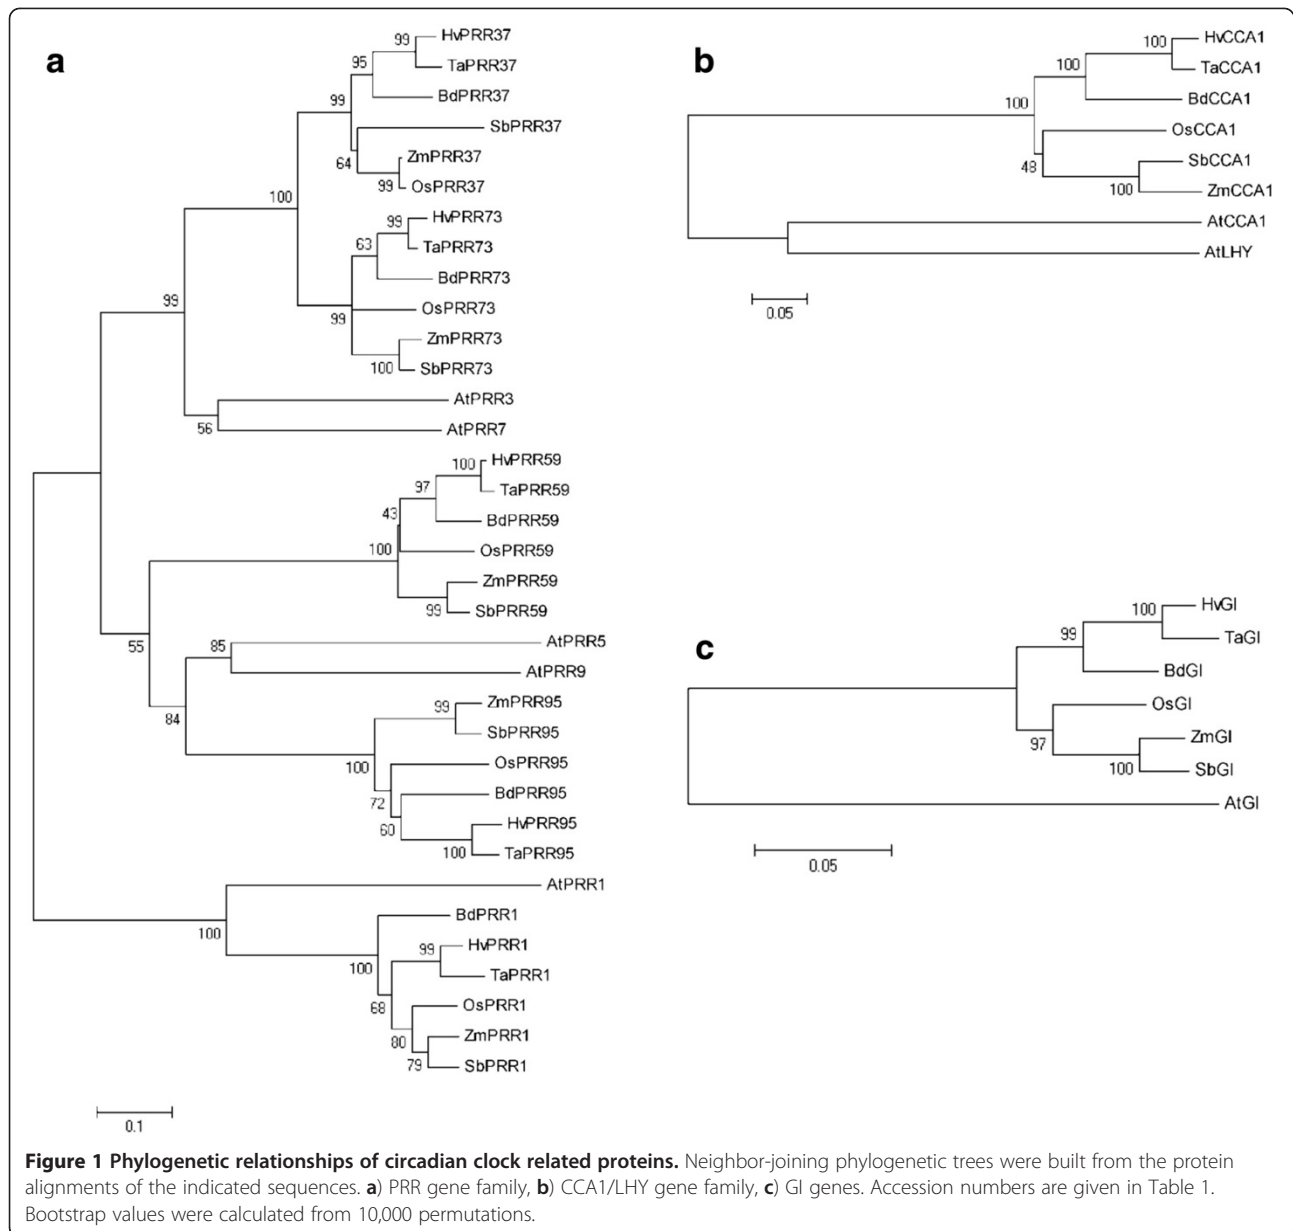 a
HvPRR37
99
TaPRR37
95
BdPRR37
99
SbPRR37
ZmPRR37
64
99
OsPRR37
100
HvPRR73
99
TaPRR73
63
BdPRR73
99
OsPRR73
99
ZmPRR73
100
SbPRR73
AtPRR3
56
AtPRR7
HvPRR59
100
TaPRR59
97
BdPRR59
43
OsPRR59
100
ZmPRR59
99
SbPRR59
55
AtPRR5
85
AtPRR9
84
ZmPRR95
99
SbPRR95
100
OsPRR95
72
BdPRR95
60
HvPRR95
100
TaPRR95
AtPRR1
100
BdPRR1
HvPRR1
99
TaPRR1
100
68
OsPRR1
80
ZmPRR1
79
SbPRR1
0.1
b
HvCCA1
100
TaCCA1
100
BdCCA1
100
OsCCA1
48
SbCCA1
100
ZmCCA1
AtCCA1
AtLHY
0.05
c
HvGI
100
TaGI
99
BdGI
OsGI
97
ZmGI
100
SbGI
AtGI
0.05
Figure 1 Phylogenetic relationships of circadian clock related proteins. Neighbor-joining phylogenetic trees were built from the protein
alignments of the indicated sequences. a) PRR gene family, b) CCA1/LHY gene family, c) GI genes. Accession numbers are given in Table 1.
Bootstrap values were calculated from 10,000 permutations.